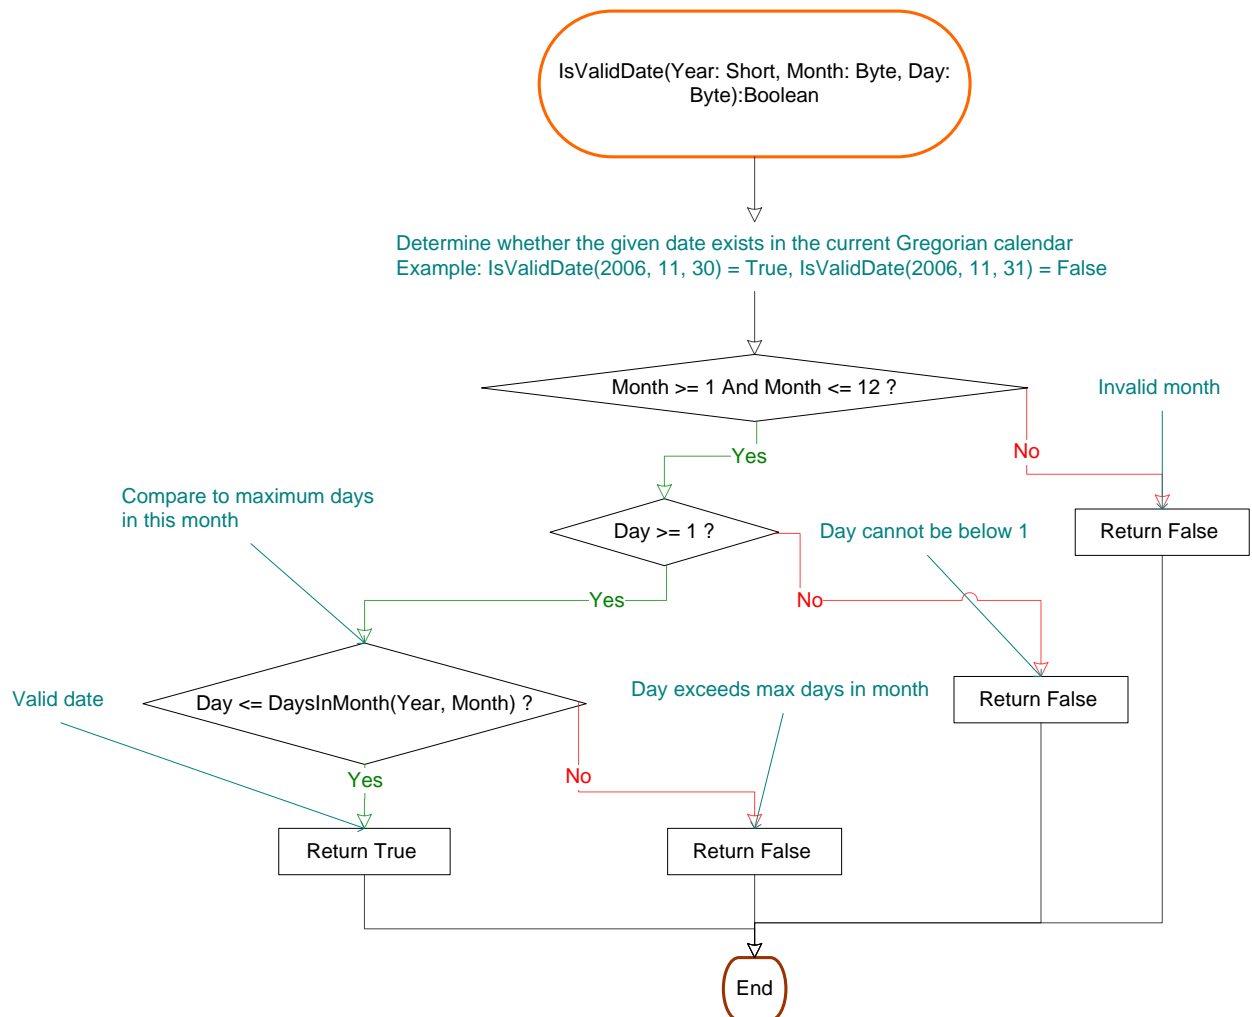 IsValidDate(Year: Short, Month: Byte, Day:
Byte):Boolean
Determine whether the given date exists in the current Gregorian calendar
Example: IsValidDate(2006, 11, 30) = True, IsValidDate(2006, 11, 31) = False
Month >= 1 And Month <= 12 ?
Invalid month
Yes
No
Compare to maximum days
in this month
Day >= 1 ?
Day cannot be below 1
Return False
Yes
No
Valid date
Day <= DaysInMonth(Year, Month) ?
Day exceeds max days in month
Return False
Yes
No
Return True
Return False
End